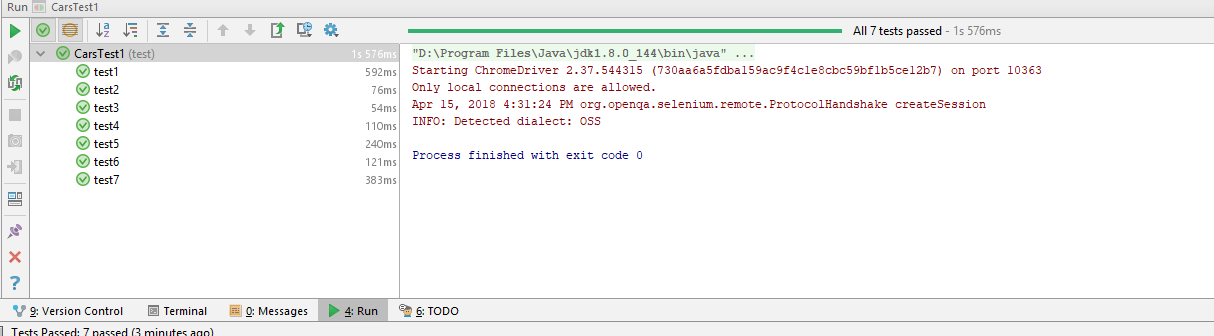 Run CarsTest1
All 7 tests passed - 1s 576ms
CarsTest1 (test) 1s 576ms
test1 592ms
test2 76ms
test3 54ms
test4 110ms
test5 240ms
test6 121ms
test7 383ms
"D:\Program Files\Java\jdk1.8.0_144\bin\java" ...
Starting ChromeDriver 2.37.544315 (730aa6a5fdba159ac9f4c1e8cbc59bf1b5ce12b7) on port 10363
Only local connections are allowed.
Apr 15, 2018 4:31:24 PM org.openqa.selenium.remote.ProtocolHandshake createSession
INFO: Detected dialect: OSS
Process finished with exit code 0
9: Version Control Terminal 0: Messages 4: Run 6: TODO
Tests Passed: 7 passed (3 minutes ago)